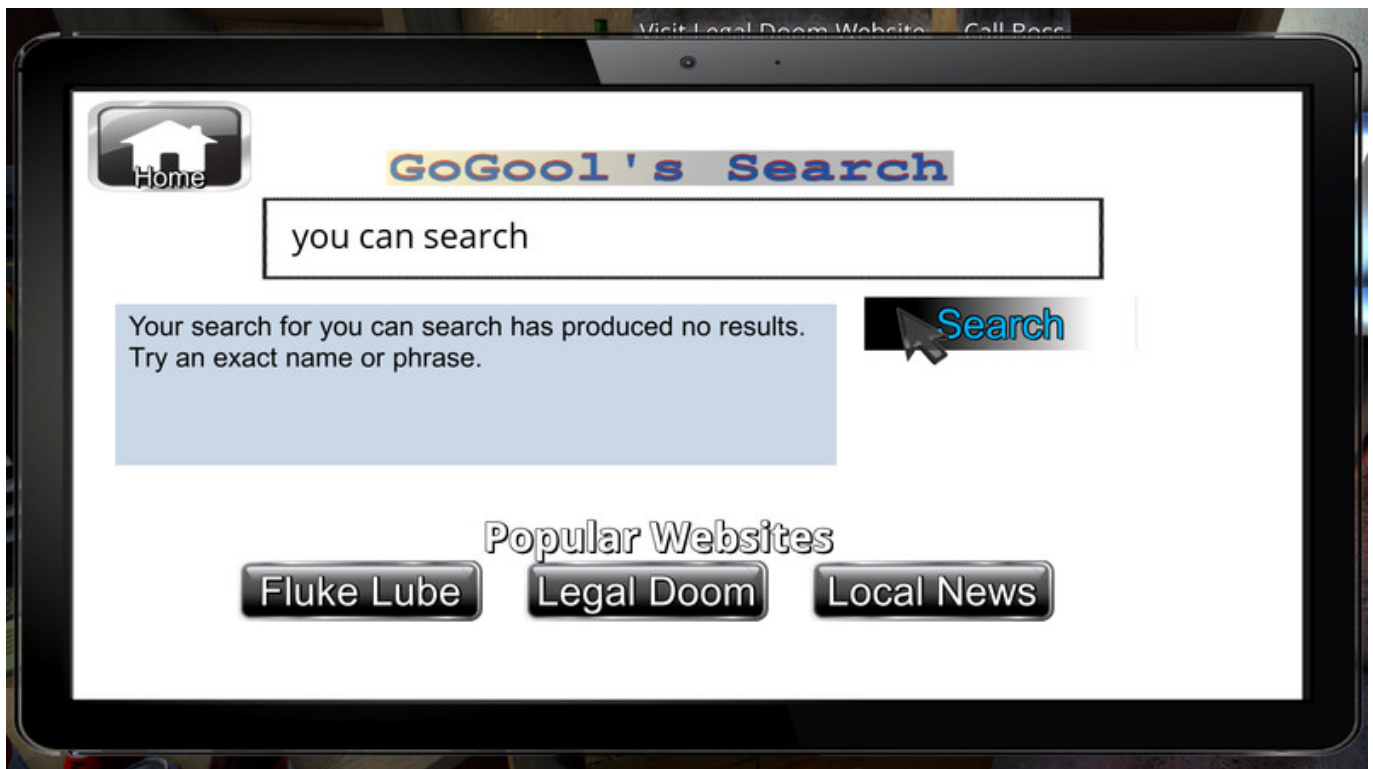 Visit Legal Doom Website Call Boss
Home
GoGool's Search
you can search
Your search for you can search has produced no results.
Try an exact name or phrase.
Search
Popular Websites
Fluke Lube Legal Doom Local News